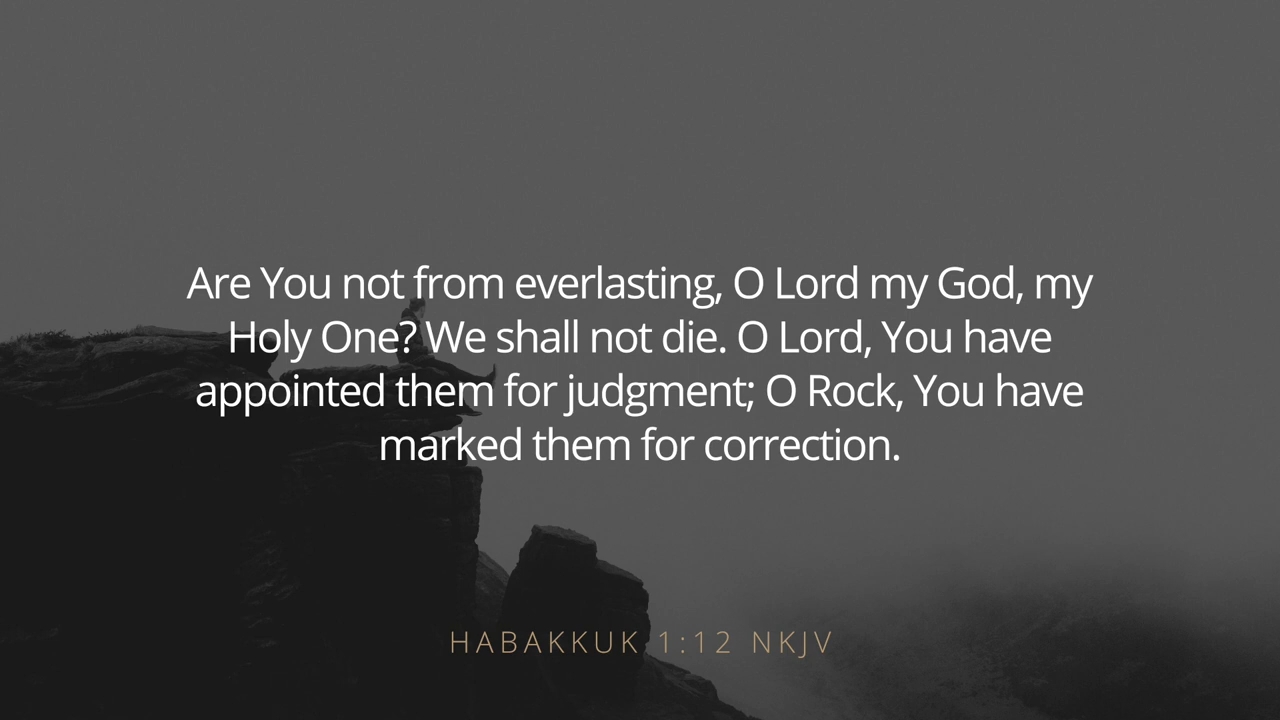 Are You not from everlasting, O Lord my God, my
Holy One? We shall not die. O Lord, You have
appointed them for judgment; O Rock, You have
marked them for correction.
HABAKKUK 1:12 NKJV